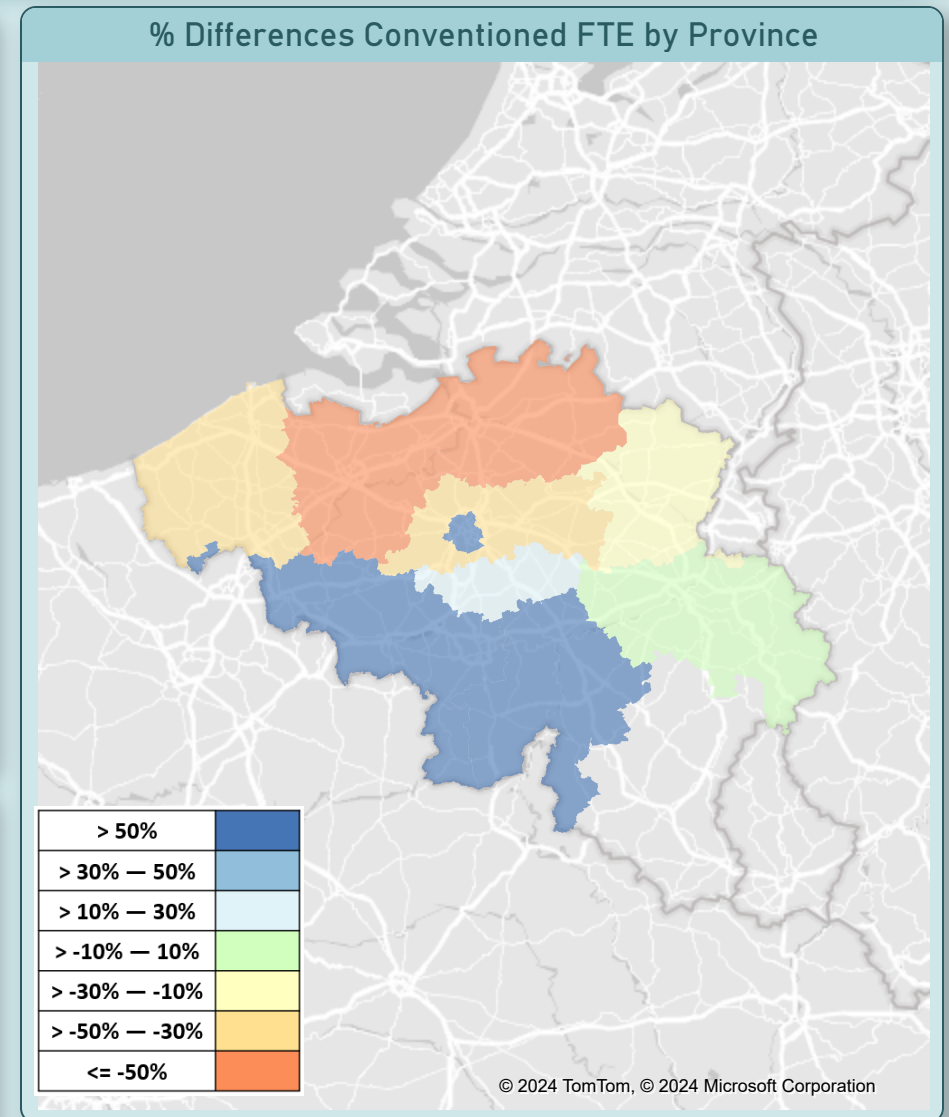 % Differences Conventioned FTE by Province
> 50%
> 30% — 50%
> 10% — 30%
> -10% — 10%
> -30% — -10%
> -50% — -30%
<= -50%
© 2024 TomTom, © 2024 Microsoft Corporation